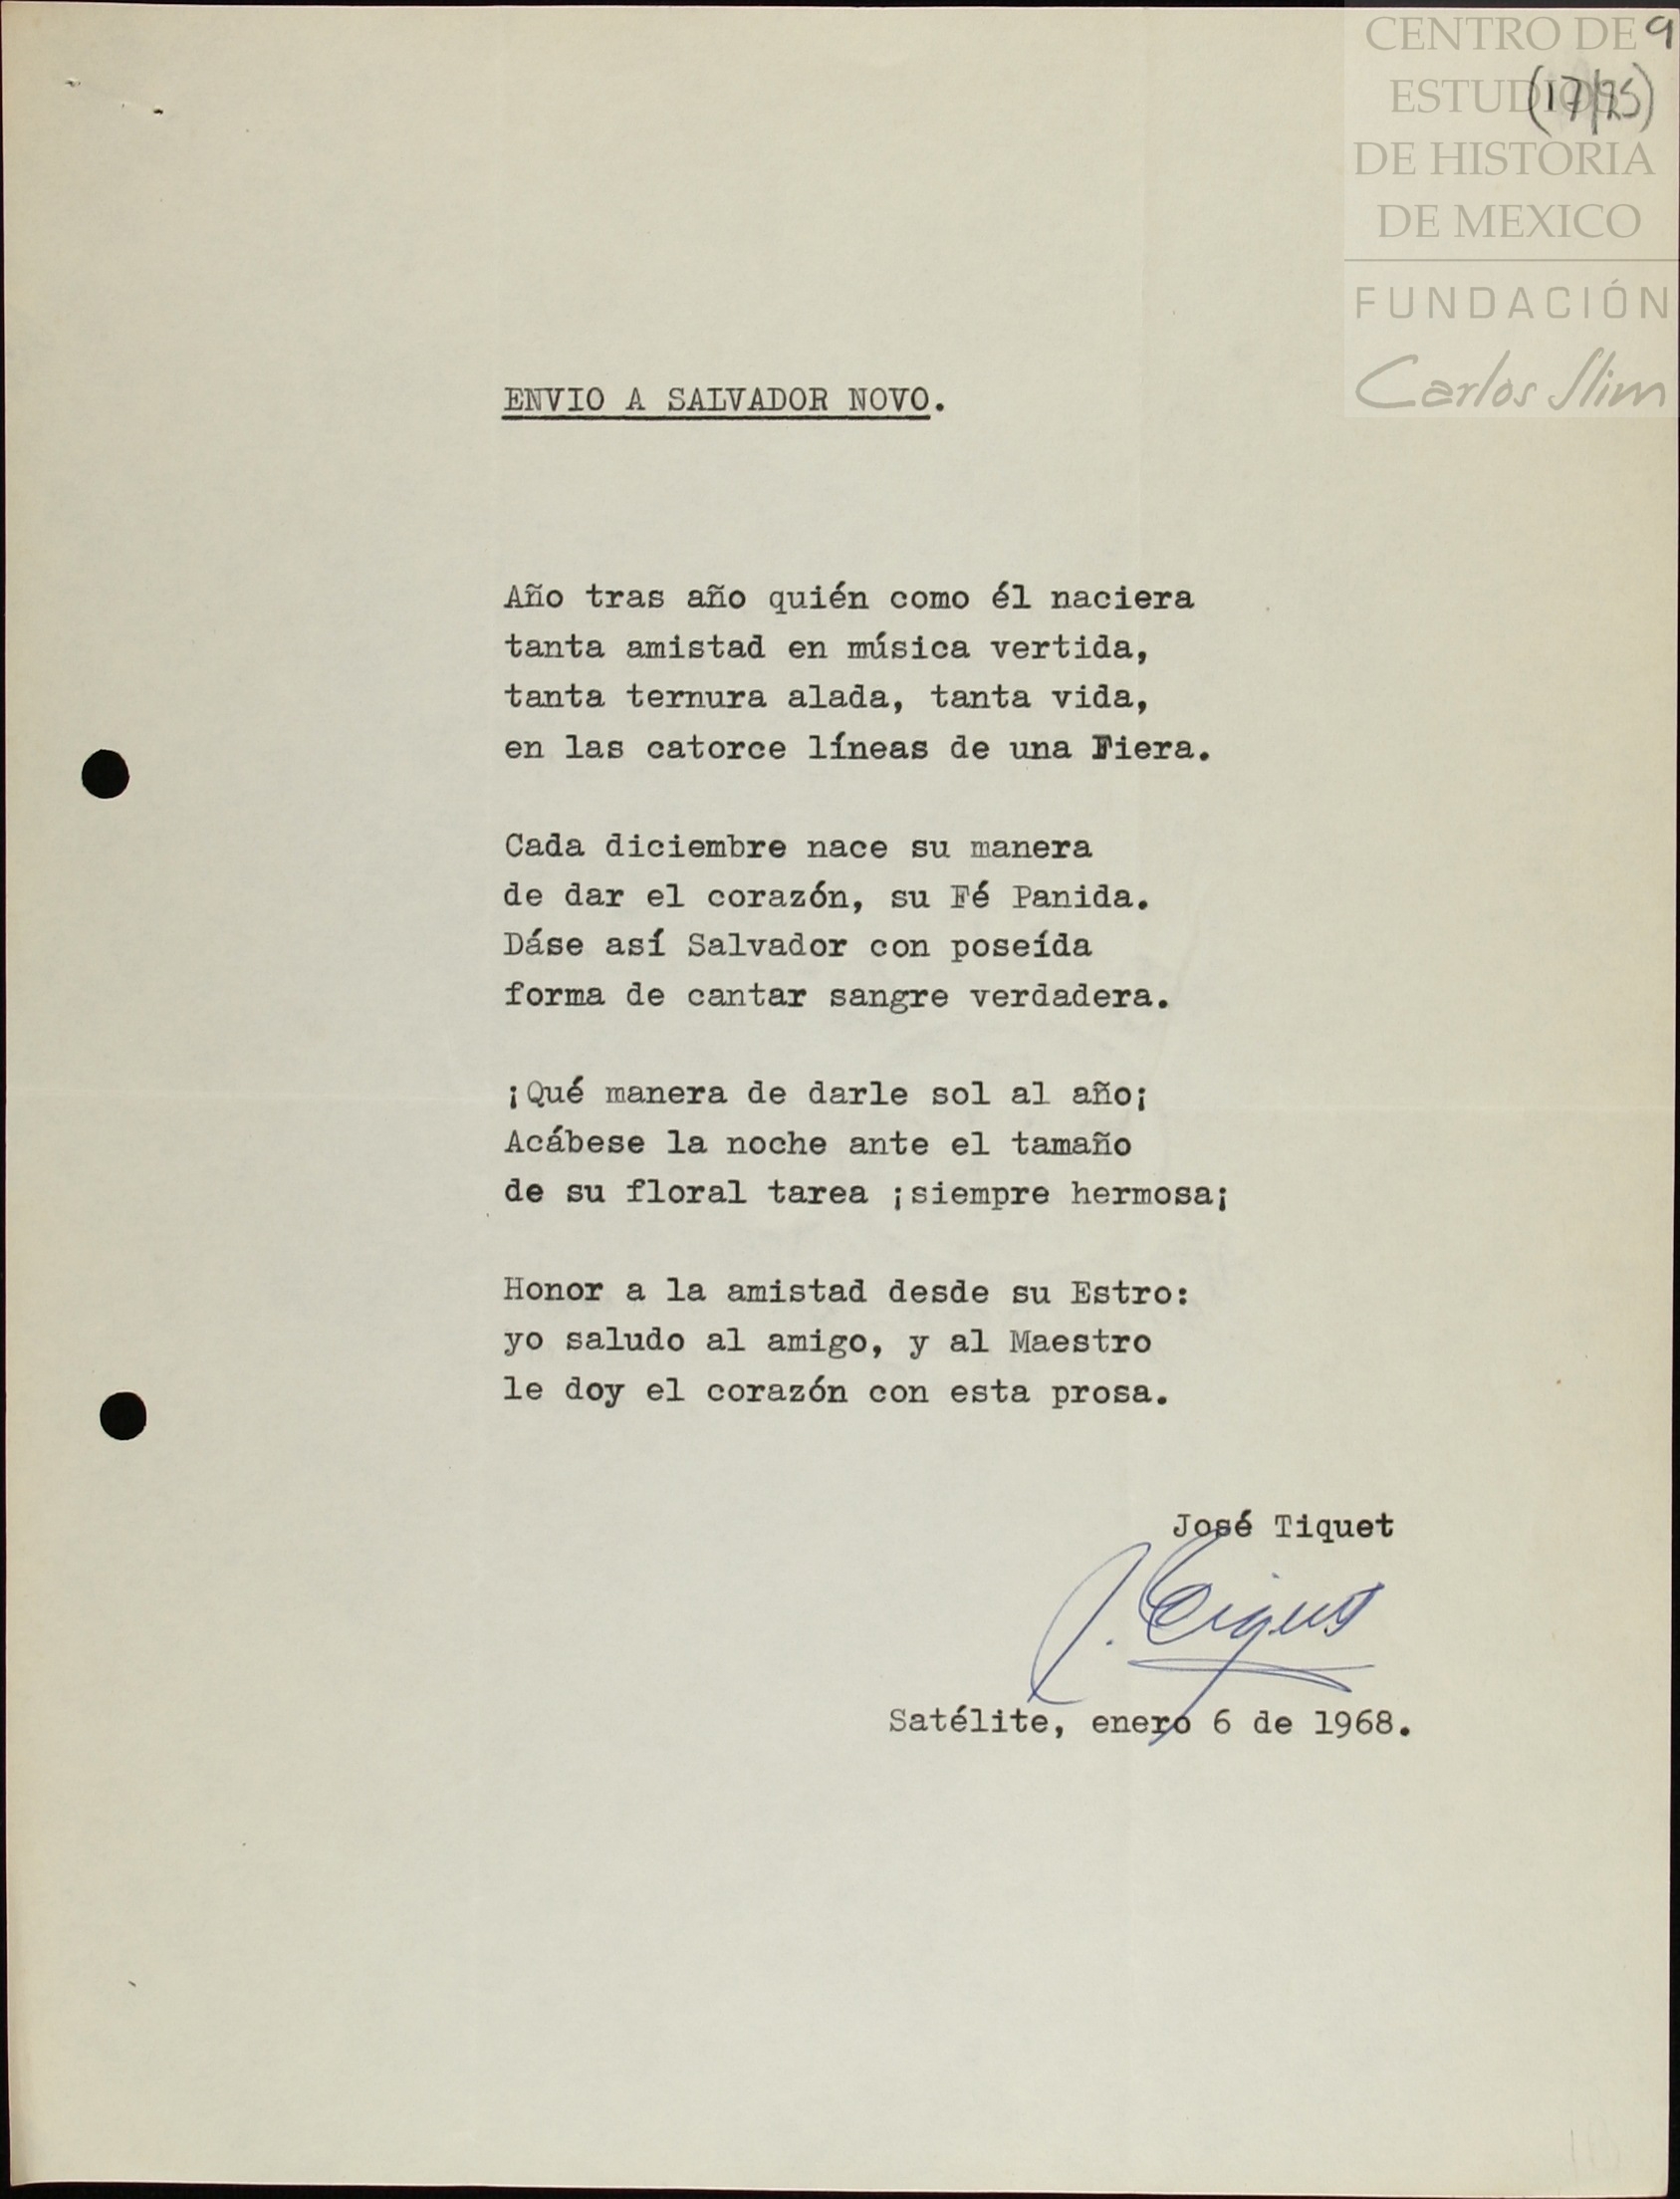 CENTRO DE
ESTUDIOS
DE HISTORIA
DE MEXICO
FUNDACIÓN
Carlos Slim
9
ENVIO A SALVADOR NOVO.
Año tras año quién como él naciera
tanta amistad en música vertida,
tanta ternura alada, tanta vida,
en las catorce líneas de una Fiera.
Cada diciembre nace su manera
de dar el corazón, su Fé Panida.
Dáse así Salvador con poseída
forma de cantar sangre verdadera.
¡Qué manera de darle sol al año¡
Acábese la noche ante el tamaño
de su floral tarea ¡siempre hermosa¡
Honor a la amistad desde su Estro:
yo saludo al amigo, y al Maestro
le doy el corazón con esta prosa.
José Tiquet
J. Tiquet
Satélite, enero 6 de 1968.